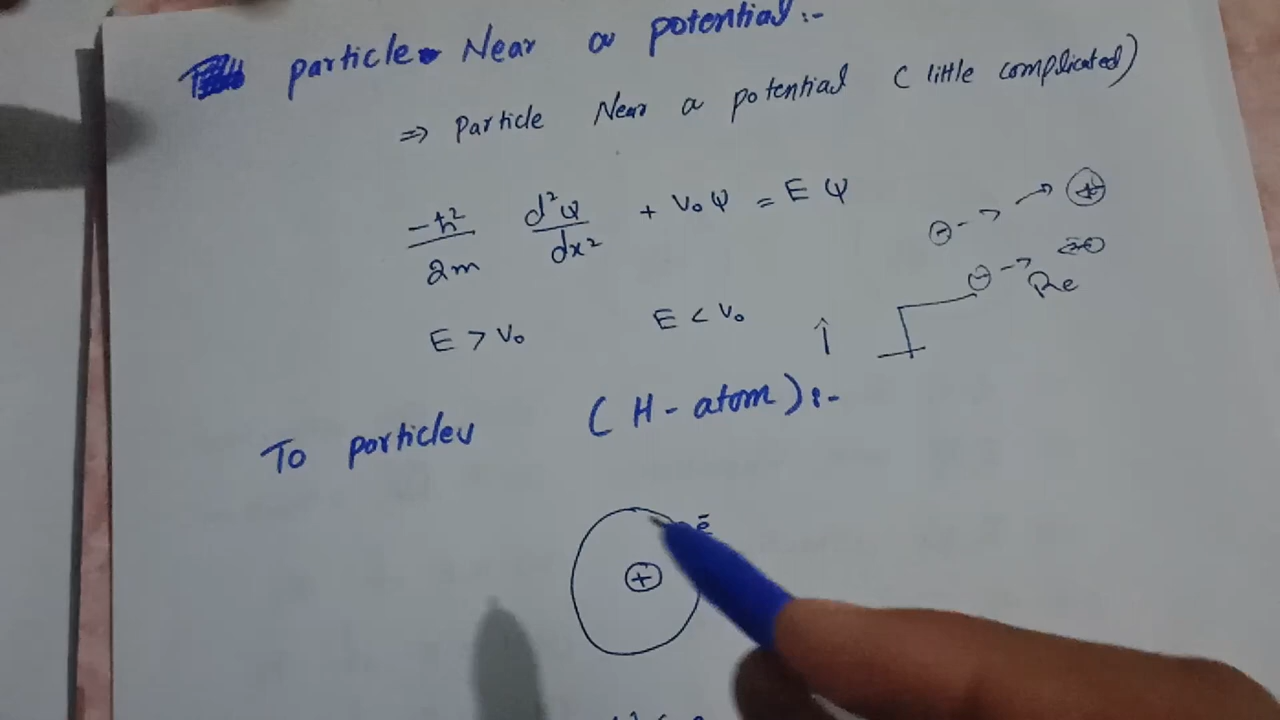 particle Near a potential:-
⇒ Particle Near a potential (little complicated)
-ħ²/2m d²ψ/dx² + V₀ψ = Eψ
E > V₀ E < V₀
⊖ → → ⊕
⊖ → Re
To particles (H-atom):-
ē
+